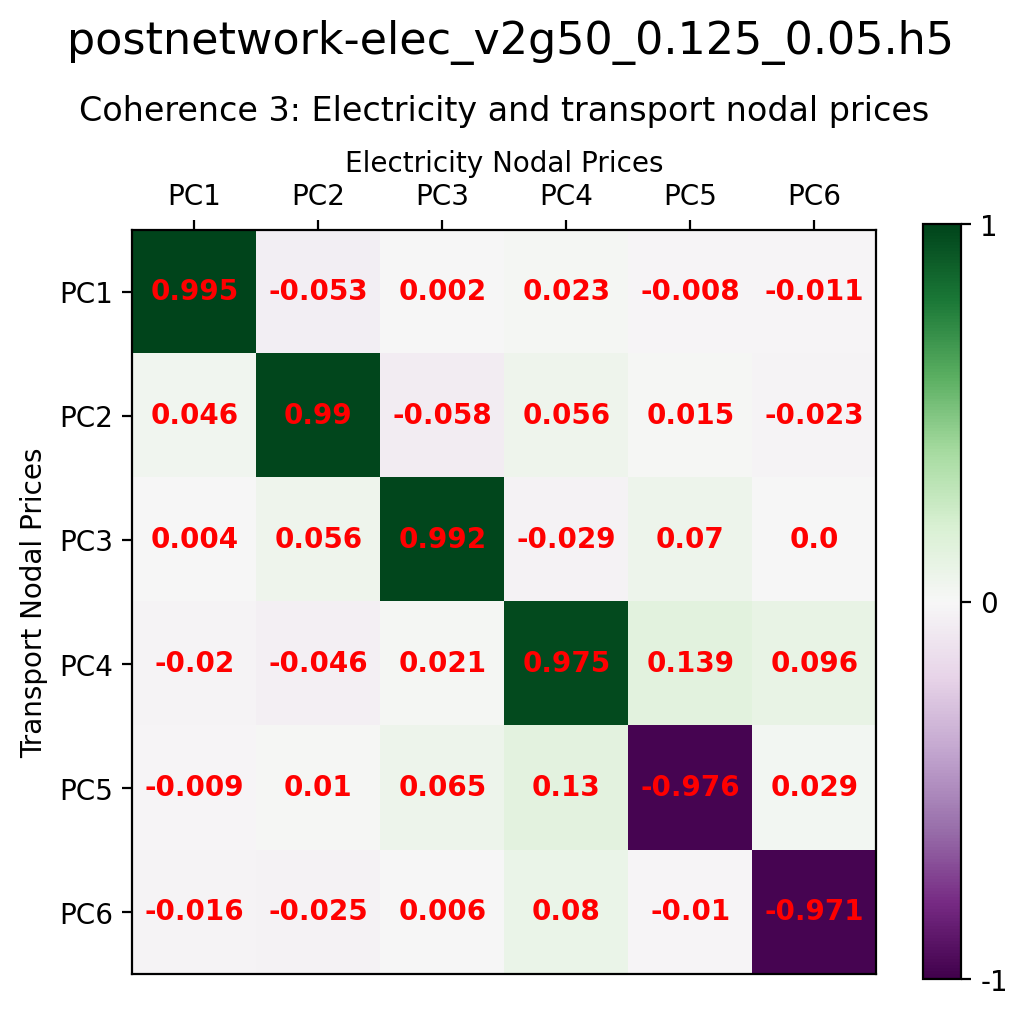 postnetwork-elec_v2g50_0.125_0.05.h5
Coherence 3: Electricity and transport nodal prices
Electricity Nodal Prices
PC1 PC2 PC3 PC4 PC5 PC6
1
PC1 0.995 -0.053 0.002 0.023 -0.008 -0.011
PC2 0.046 0.99 -0.058 0.056 0.015 -0.023
PC3 0.004 0.056 0.992 -0.029 0.07 0.0
0
Transport Nodal Prices
PC4 -0.02 -0.046 0.021 0.975 0.139 0.096
PC5 -0.009 0.01 0.065 0.13 -0.976 0.029
PC6 -0.016 -0.025 0.006 0.08 -0.01 -0.971
-1